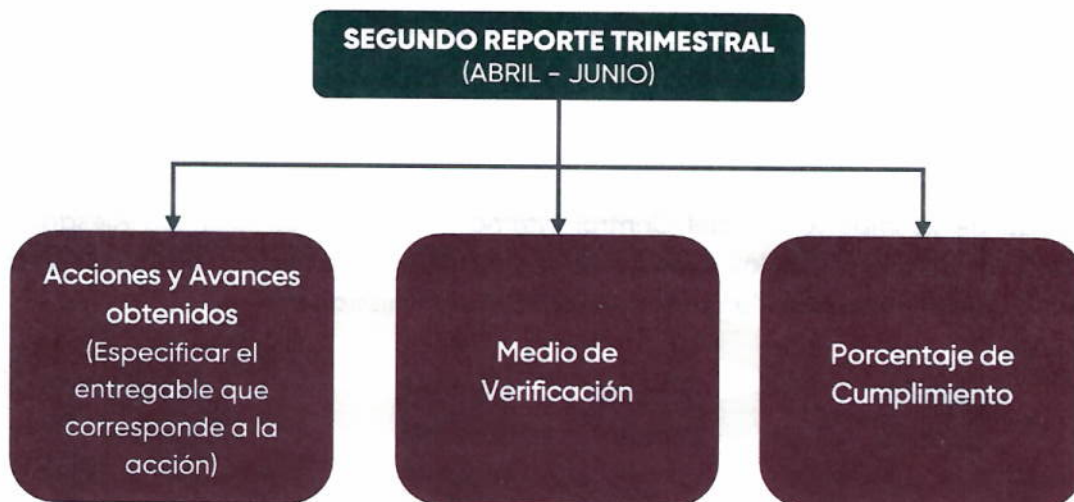 SEGUNDO REPORTE TRIMESTRAL
(ABRIL - JUNIO)
Acciones y Avances
obtenidos
(Especificar el
entregable que
corresponde a la
acción)
Medio de
Verificación
Porcentaje de
Cumplimiento